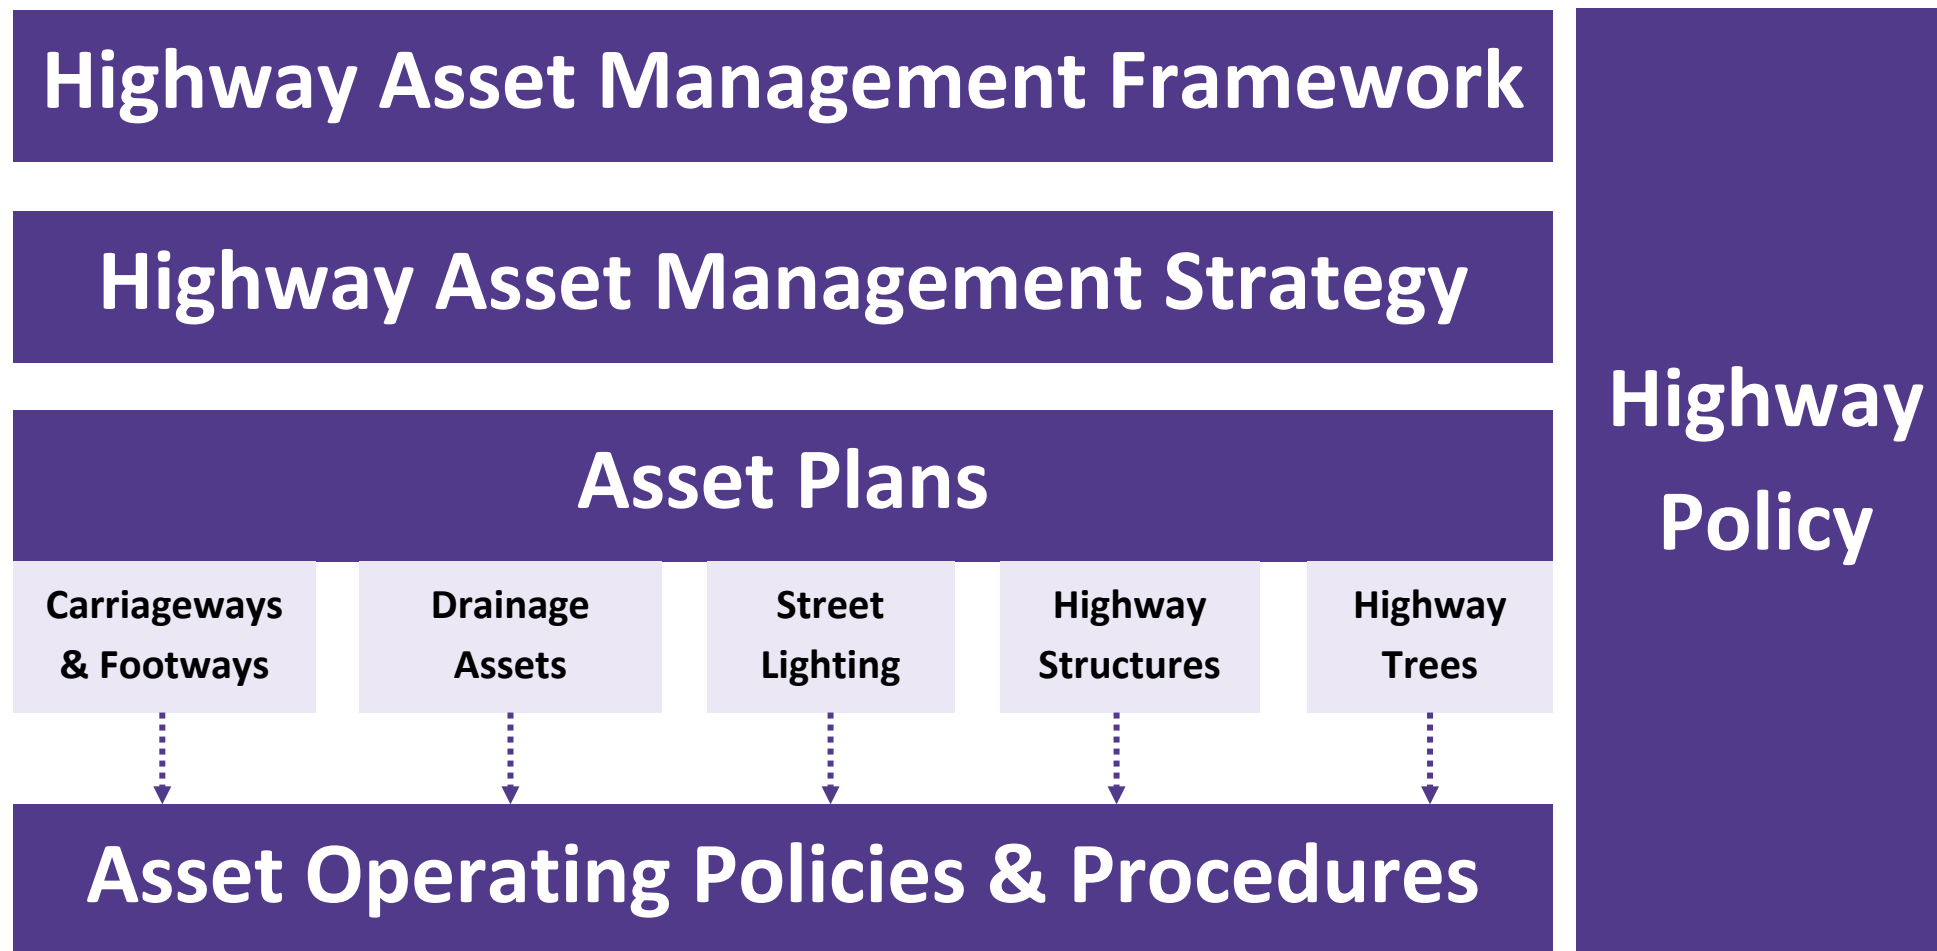 Highway Asset Management Framework
Highway Asset Management Strategy
Asset Plans
Carriageways
& Footways
Drainage
Assets
Street
Lighting
Highway
Structures
Highway
Trees
Asset Operating Policies & Procedures
Highway
Policy